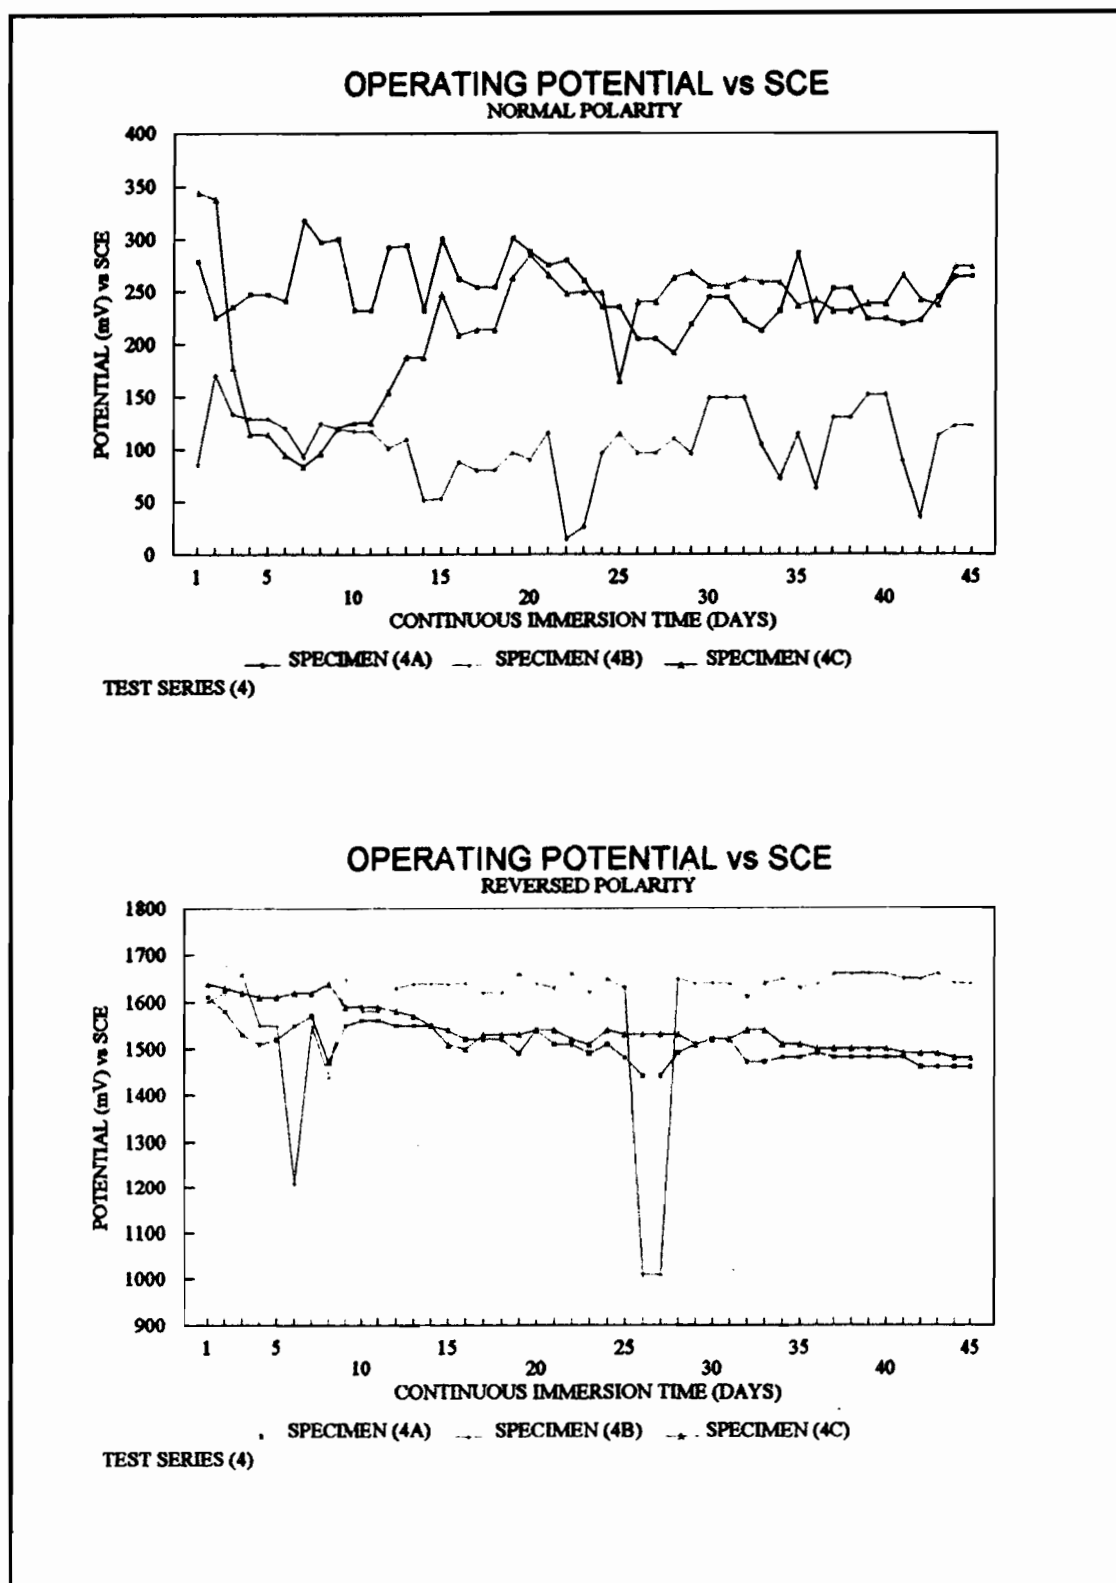 OPERATING POTENTIAL vs SCE
NORMAL POLARITY
400
350
300
250
200
150
100
50
0
POTENTIAL (mV) vs SCE
1 5 15 25 35 45
10 20 30 40
CONTINUOUS IMMERSION TIME (DAYS)
SPECIMEN (4A) SPECIMEN (4B) SPECIMEN (4C)
TEST SERIES (4)
OPERATING POTENTIAL vs SCE
REVERSED POLARITY
1800
1700
1600
1500
1400
1300
1200
1100
1000
900
POTENTIAL (mV) vs SCE
1 5 15 25 35 45
10 20 30 40
CONTINUOUS IMMERSION TIME (DAYS)
SPECIMEN (4A) SPECIMEN (4B) SPECIMEN (4C)
TEST SERIES (4)